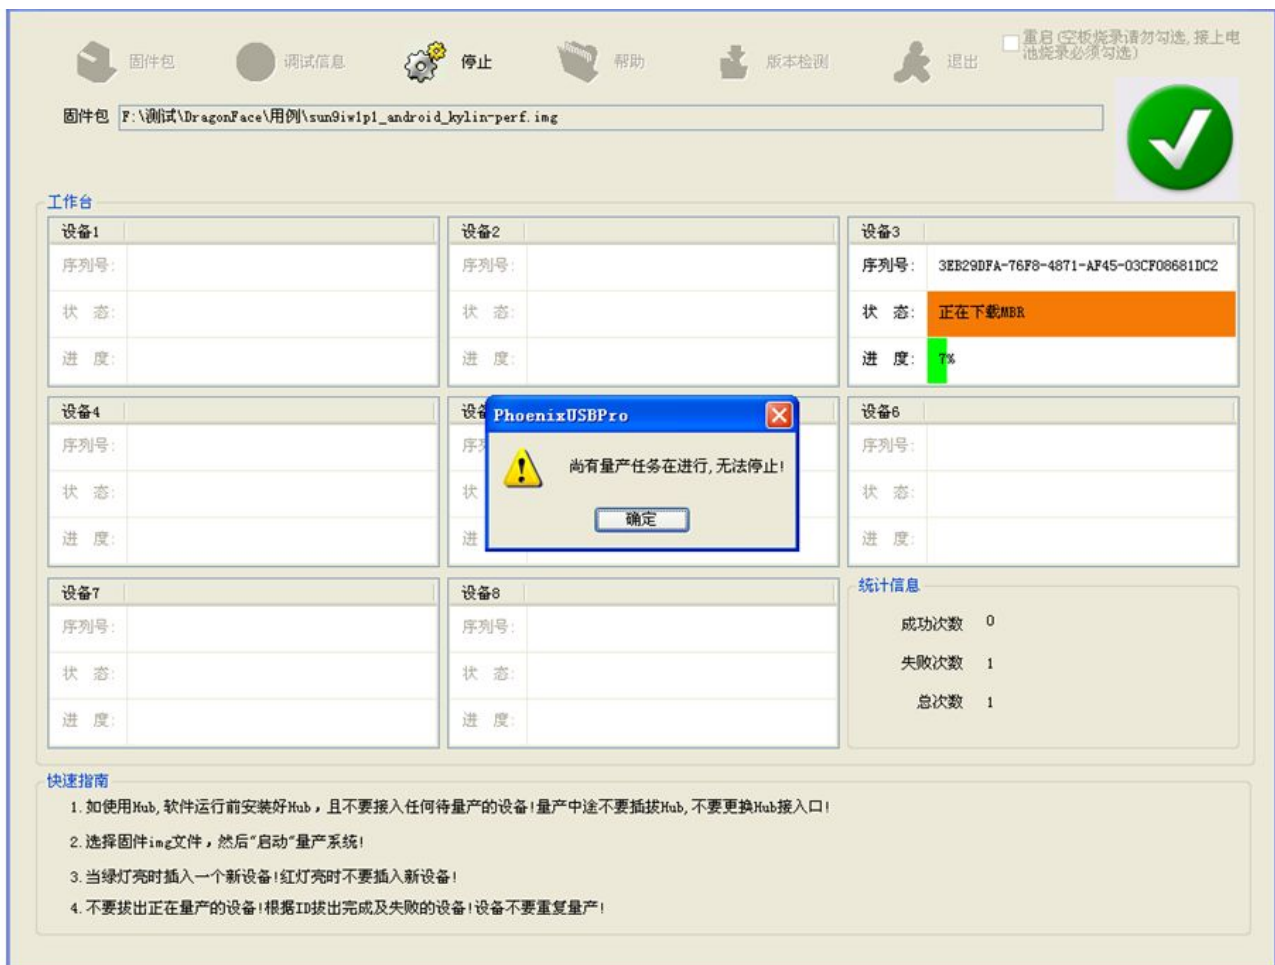 固件包 调试信息 停止 帮助 版本检测 退出 重启(空板烧录请勿勾选,接上电
池烧录必须勾选)
固件包 F:\测试\DragonFace\用例\sun9iw1p1_android_kylin-perf.img
工作台
设备1 设备2 设备3
序列号: 序列号: 序列号: 3EB29DFA-76F8-4871-AF45-03CF08681DC2
状 态: 状 态: 状 态: 正在下载MBR
进 度: 进 度: 进 度: 7%
设备4 设备 设备6
序列号: 序列号:
状 态: 状 状 态:
进 度: 进 进 度:
PhoenixUSBPro
尚有量产任务在进行,无法停止!
确定
设备7 设备8
序列号: 序列号:
状 态: 状 态:
进 度: 进 度:
统计信息
成功次数 0
失败次数 1
总次数 1
快速指南
1.如使用Hub,软件运行前安装好Hub，且不要接入任何待量产的设备!量产中途不要插拔Hub,不要更换Hub接入口!
2.选择固件img文件，然后"启动"量产系统!
3.当绿灯亮时插入一个新设备!红灯亮时不要插入新设备!
4.不要拔出正在量产的设备!根据ID拔出完成及失败的设备!设备不要重复量产!